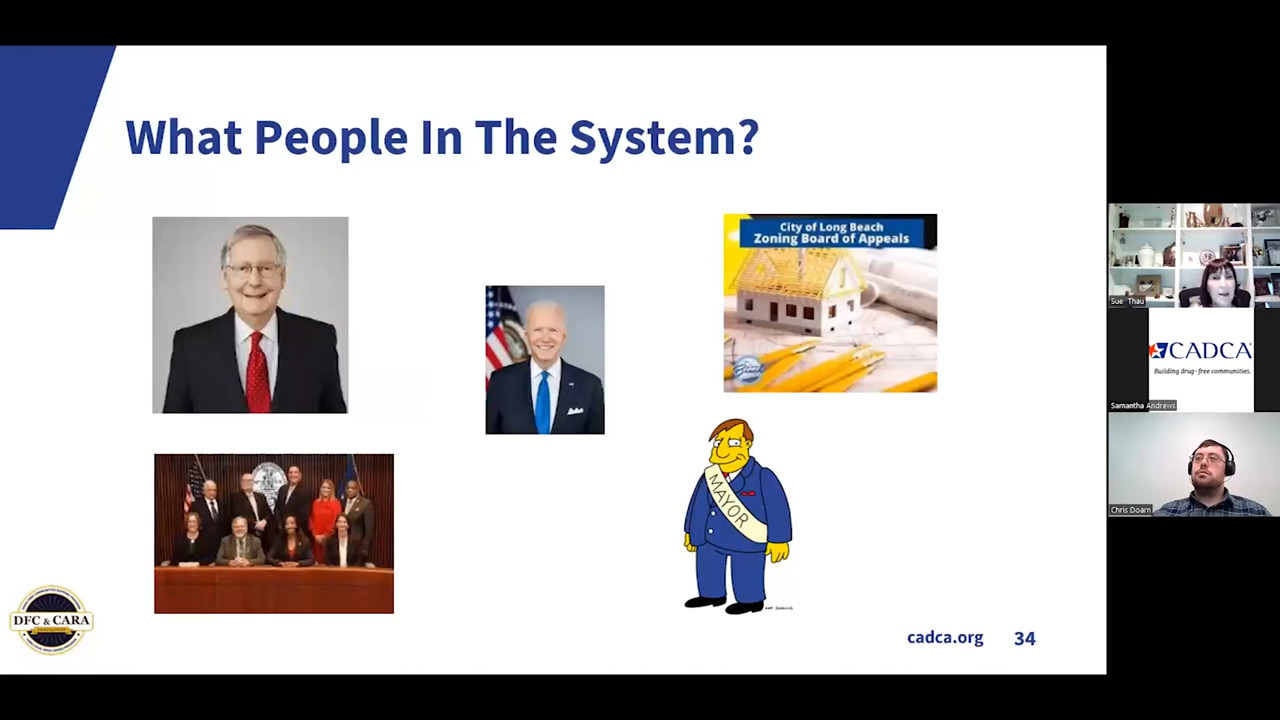 What People In The System?
City of Long Beach
Zoning Board of Appeals
MAYOR
DFC & CARA
cadca.org 34
Sue Thau
CADCA
Building drug-free communities.
Samantha Andrews
Chris Doarn